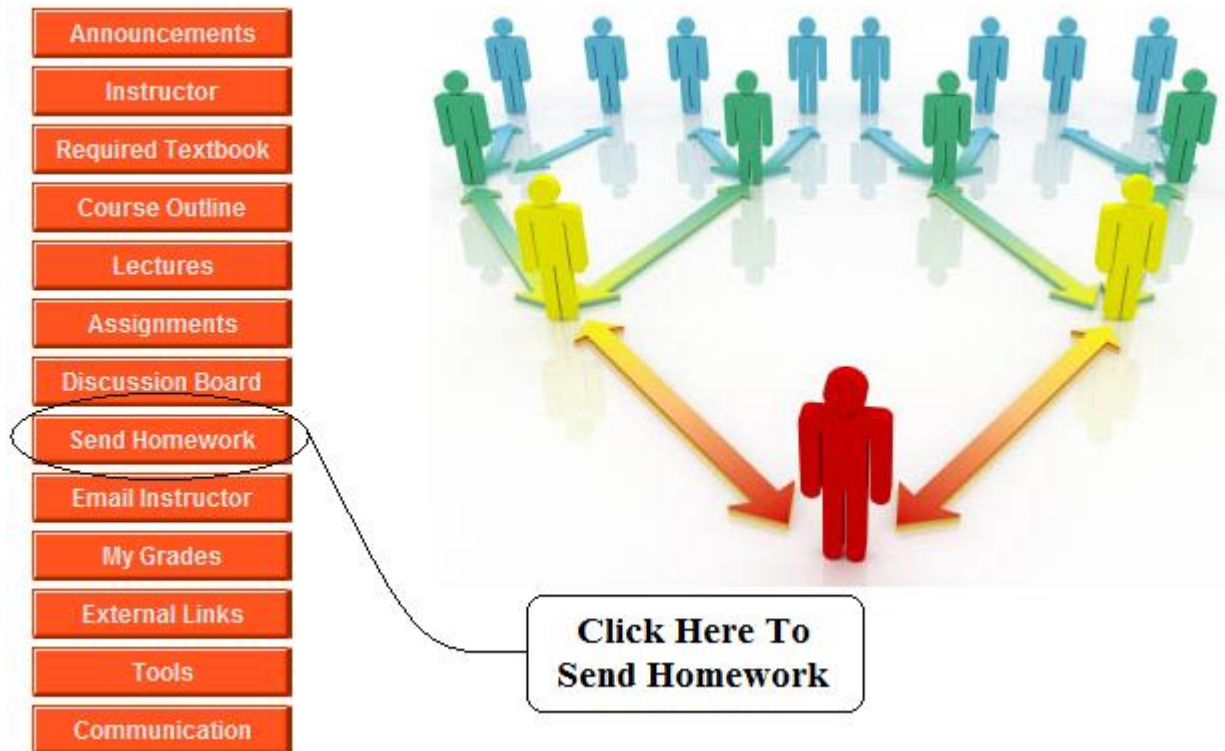 Announcements
Instructor
Required Textbook
Course Outline
Lectures
Assignments
Discussion Board
Send Homework
Email Instructor
My Grades
External Links
Tools
Communication
Click Here To
Send Homework